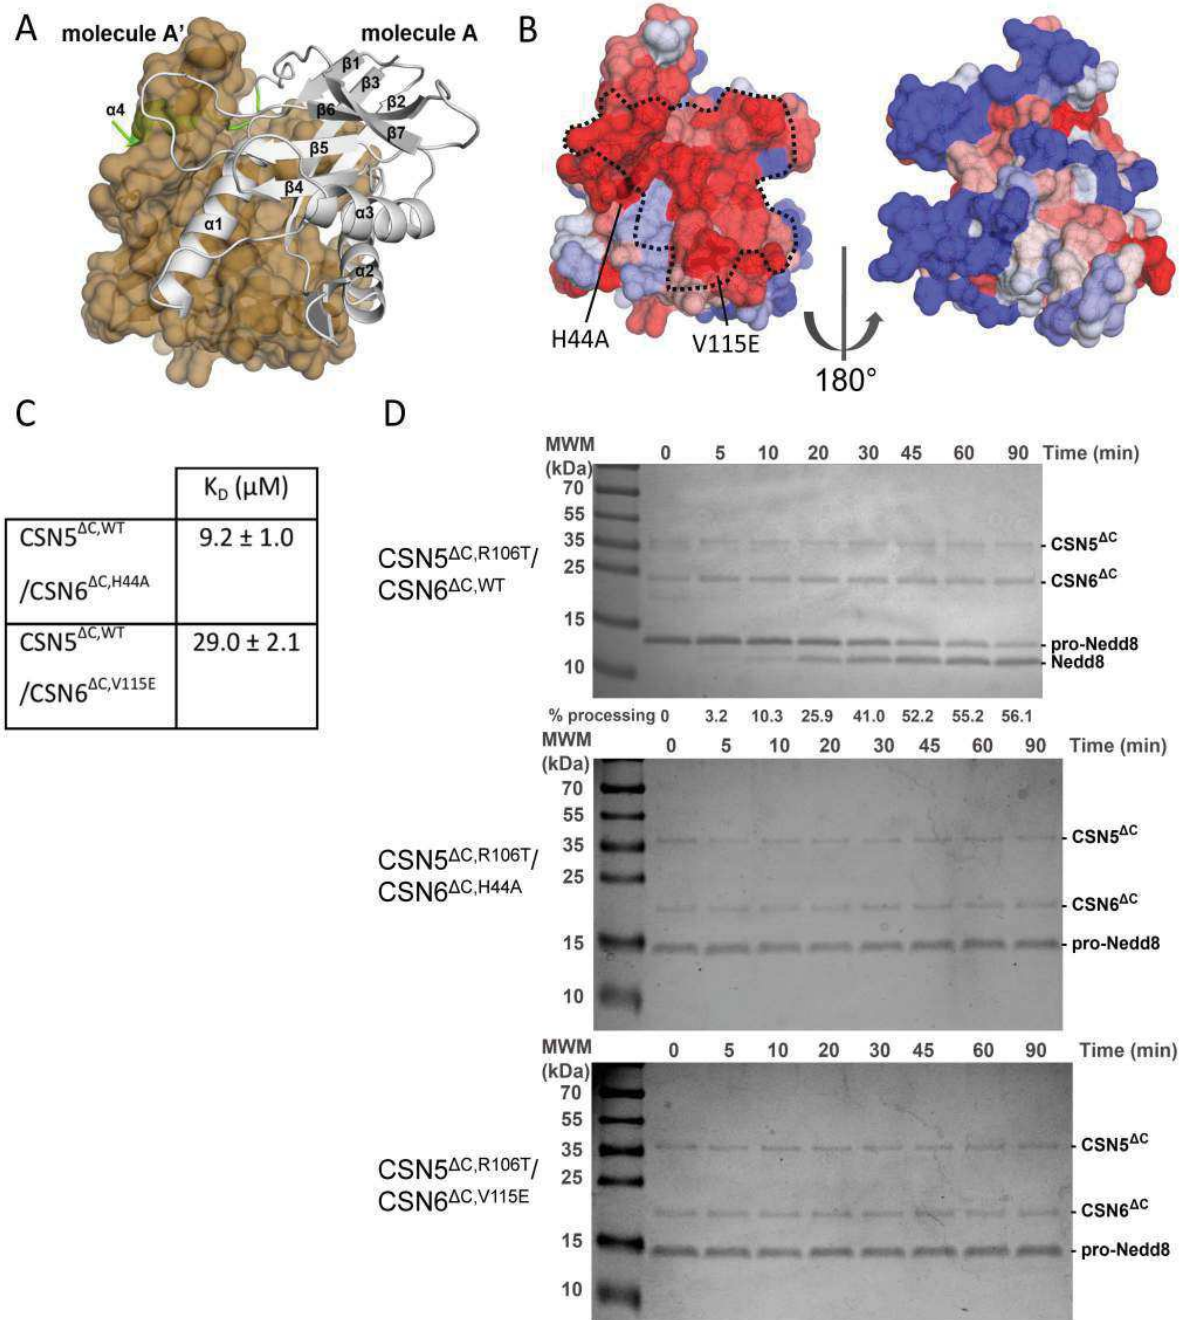 A
molecule A'
molecule A
α4
β1
β3
β2
β6
β7
β5
β4
α1
α3
α2
B
H44A
V115E
180°
C
K_D (μM)
CSN5^ΔC,WT
9.2 ± 1.0
/CSN6^ΔC,H44A
CSN5^ΔC,WT
29.0 ± 2.1
/CSN6^ΔC,V115E
D
MWM
(kDa)
0 5 10 20 30 45 60 90 Time (min)
70
55
35
25
15
10
CSN5^ΔC,R106T/
CSN6^ΔC,WT
- CSN5^ΔC
- CSN6^ΔC
pro-Nedd8
Nedd8
% processing 0 3.2 10.3 25.9 41.0 52.2 55.2 56.1
MWM
(kDa)
0 5 10 20 30 45 60 90 Time (min)
70
55
35
25
15
10
CSN5^ΔC,R106T/
CSN6^ΔC,H44A
- CSN5^ΔC
- CSN6^ΔC
- pro-Nedd8
MWM
(kDa)
0 5 10 20 30 45 60 90 Time (min)
70
55
35
25
15
10
CSN5^ΔC,R106T/
CSN6^ΔC,V115E
- CSN5^ΔC
- CSN6^ΔC
- pro-Nedd8